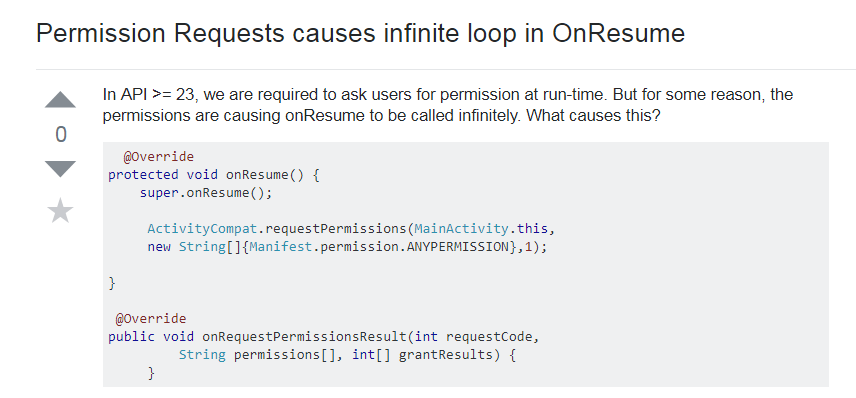 Permission Requests causes infinite loop in OnResume
In API >= 23, we are required to ask users for permission at run-time. But for some reason, the
permissions are causing onResume to be called infinitely. What causes this?
0
@Override
protected void onResume() {
super.onResume();
ActivityCompat.requestPermissions(MainActivity.this,
new String[]{Manifest.permission.ANYPERMISSION},1);
}
@Override
public void onRequestPermissionsResult(int requestCode,
String permissions[], int[] grantResults) {
}